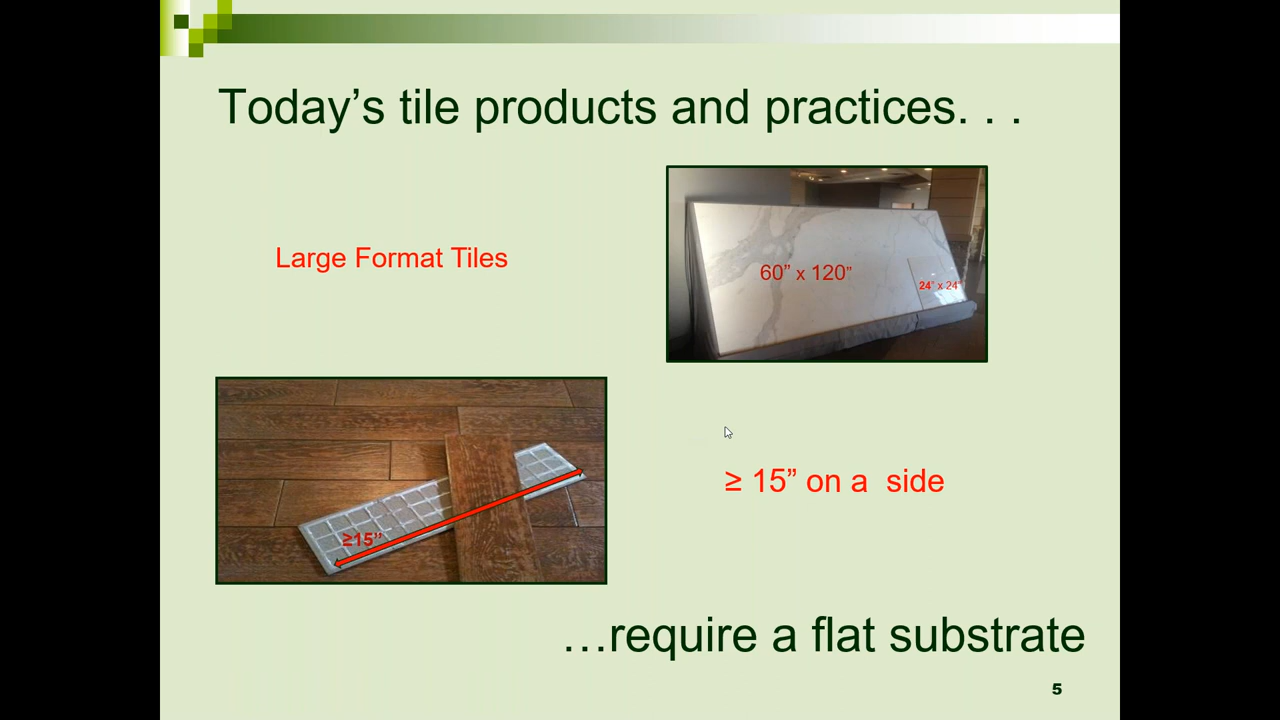 Today’s tile products and practices. . .
Large Format Tiles
60” x 120”
24” x 24”
≥15”
≥ 15” on a  side
…require a flat substrate
5